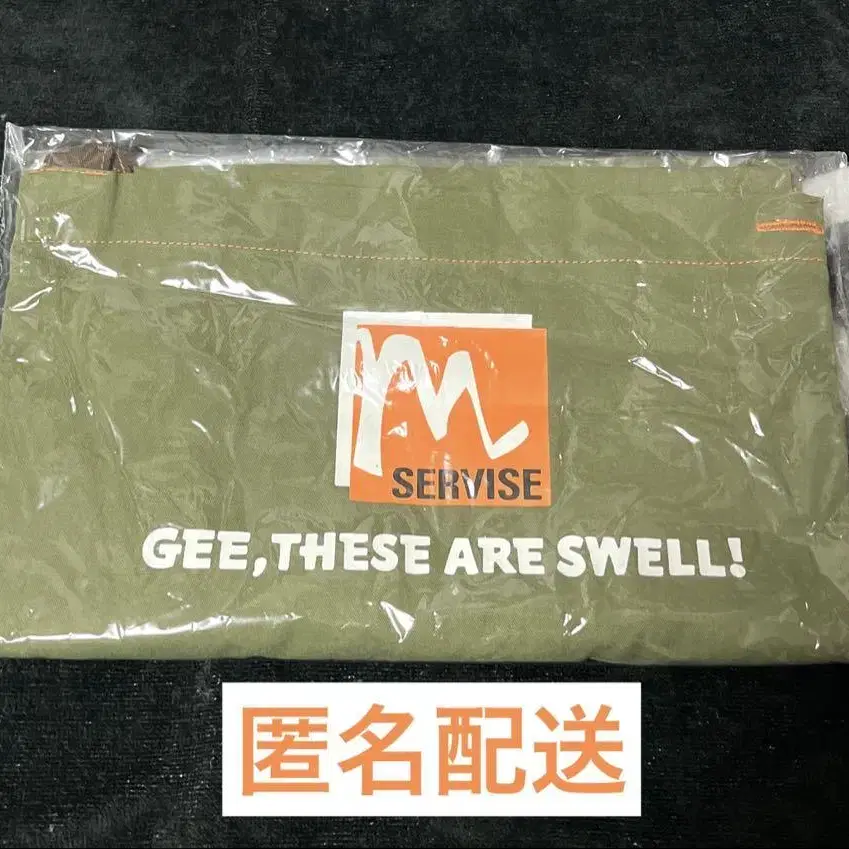 M
SERVISE
GEE,THESE ARE SWELL!
匿名配送